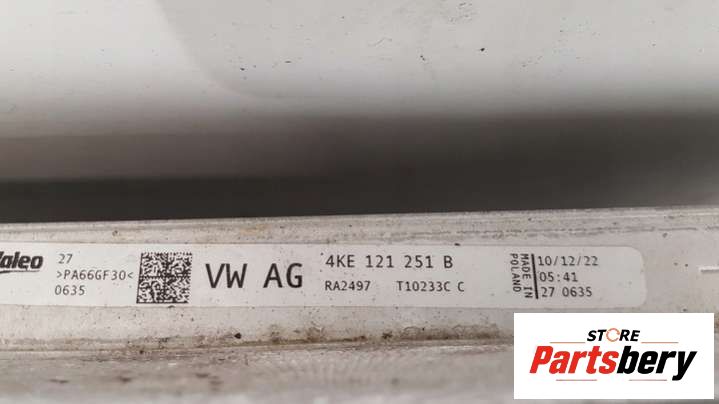 Valeo
27
>PA66GF30<
0635
VW AG
4KE 121 251 B
RA2497 T10233C C
MADE IN
POLAND
10/12/22
05:41
27 0635
STORE
Partsbery